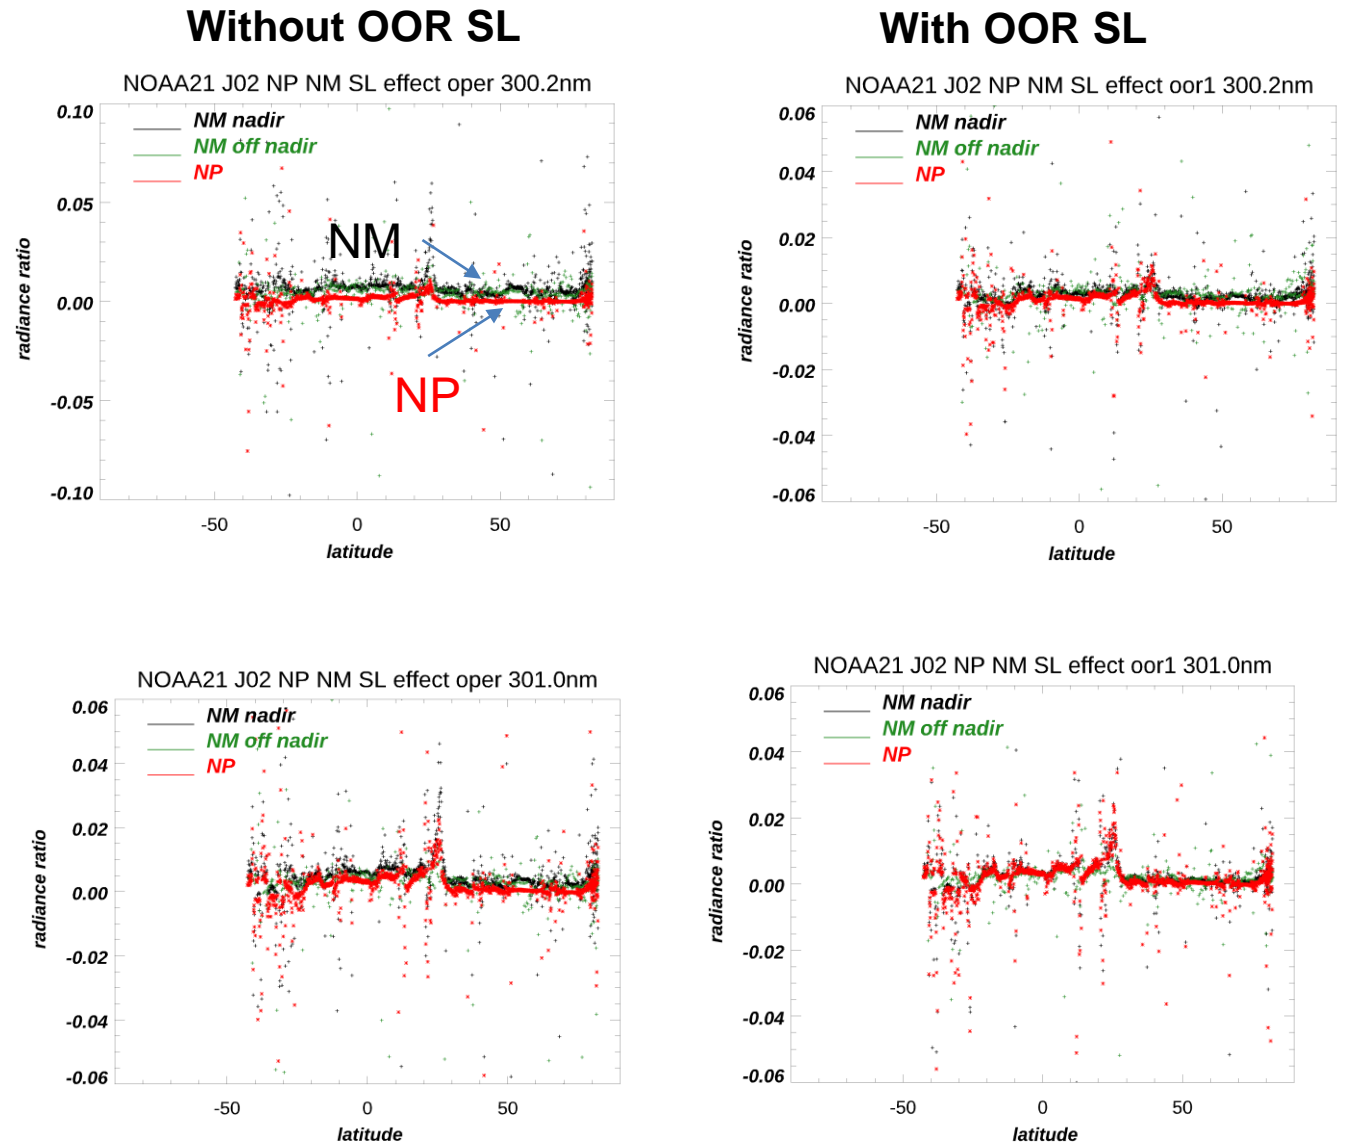 Without OOR SL
With OOR SL
NOAA21 J02 NP NM SL effect oper 300.2nm
0.10
0.05
0.00
-0.05
-0.10
radiance ratio
NM nadir
NM off nadir
NP
NM
NP
-50
0
50
latitude
NOAA21 J02 NP NM SL effect oor1 300.2nm
0.06
0.04
0.02
0.00
-0.02
-0.04
-0.06
radiance ratio
NM nadir
NM off nadir
NP
-50
0
50
latitude
NOAA21 J02 NP NM SL effect oper 301.0nm
0.06
0.04
0.02
0.00
-0.02
-0.04
-0.06
radiance ratio
NM nadir
NM off nadir
NP
-50
0
50
latitude
NOAA21 J02 NP NM SL effect oor1 301.0nm
0.06
0.04
0.02
0.00
-0.02
-0.04
-0.06
radiance ratio
NM nadir
NM off nadir
NP
-50
0
50
latitude